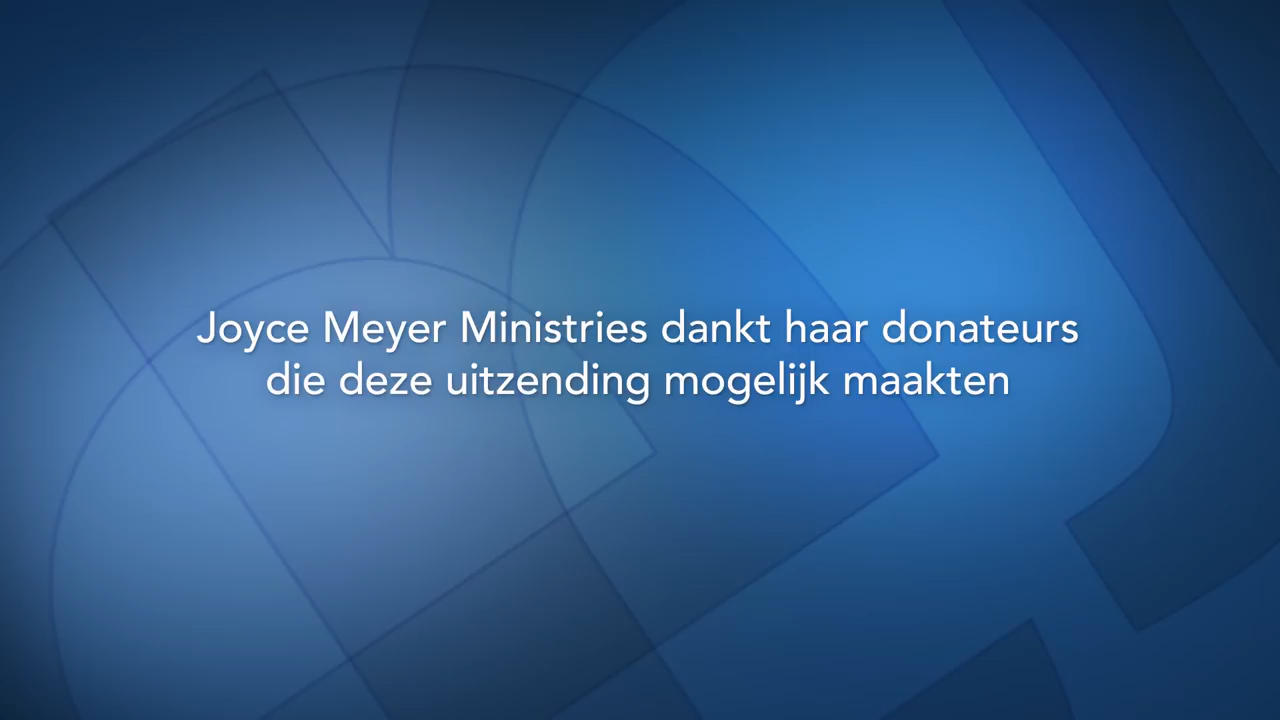 Joyce Meyer Ministries dankt haar donateurs
die deze uitzending mogelijk maakten